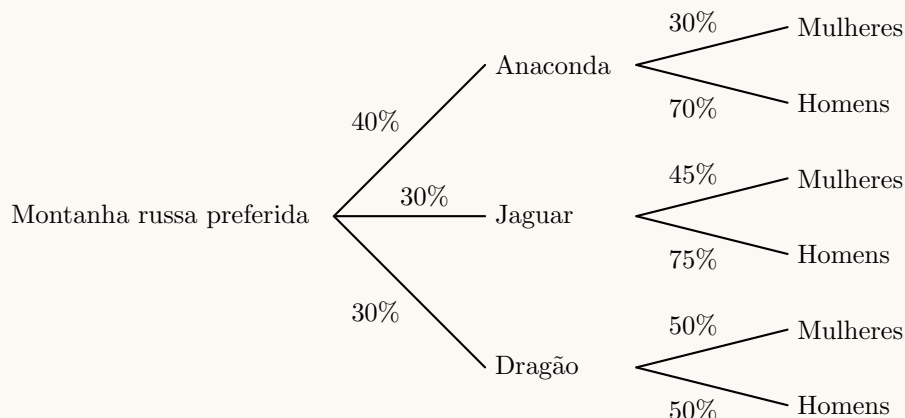 30%
Mulheres
Anaconda
40%
70%
Homens
45%
Mulheres
30%
Montanha russa preferida
Jaguar
75%
Homens
30%
50%
Mulheres
Dragão
50%
Homens